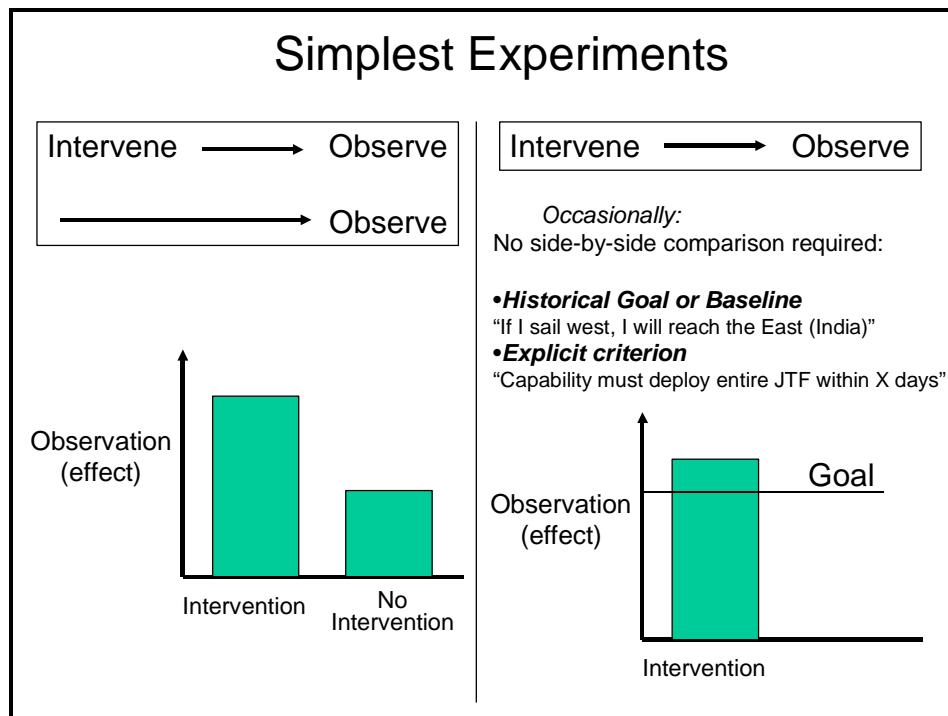 Simplest Experiments
Intervene Observe
Observe
Observation
(effect)
Intervention
No
Intervention
Intervene Observe
Occasionally:
No side-by-side comparison required:
•Historical Goal or Baseline
“If I sail west, I will reach the East (India)”
•Explicit criterion
“Capability must deploy entire JTF within X days”
Goal
Observation
(effect)
Intervention